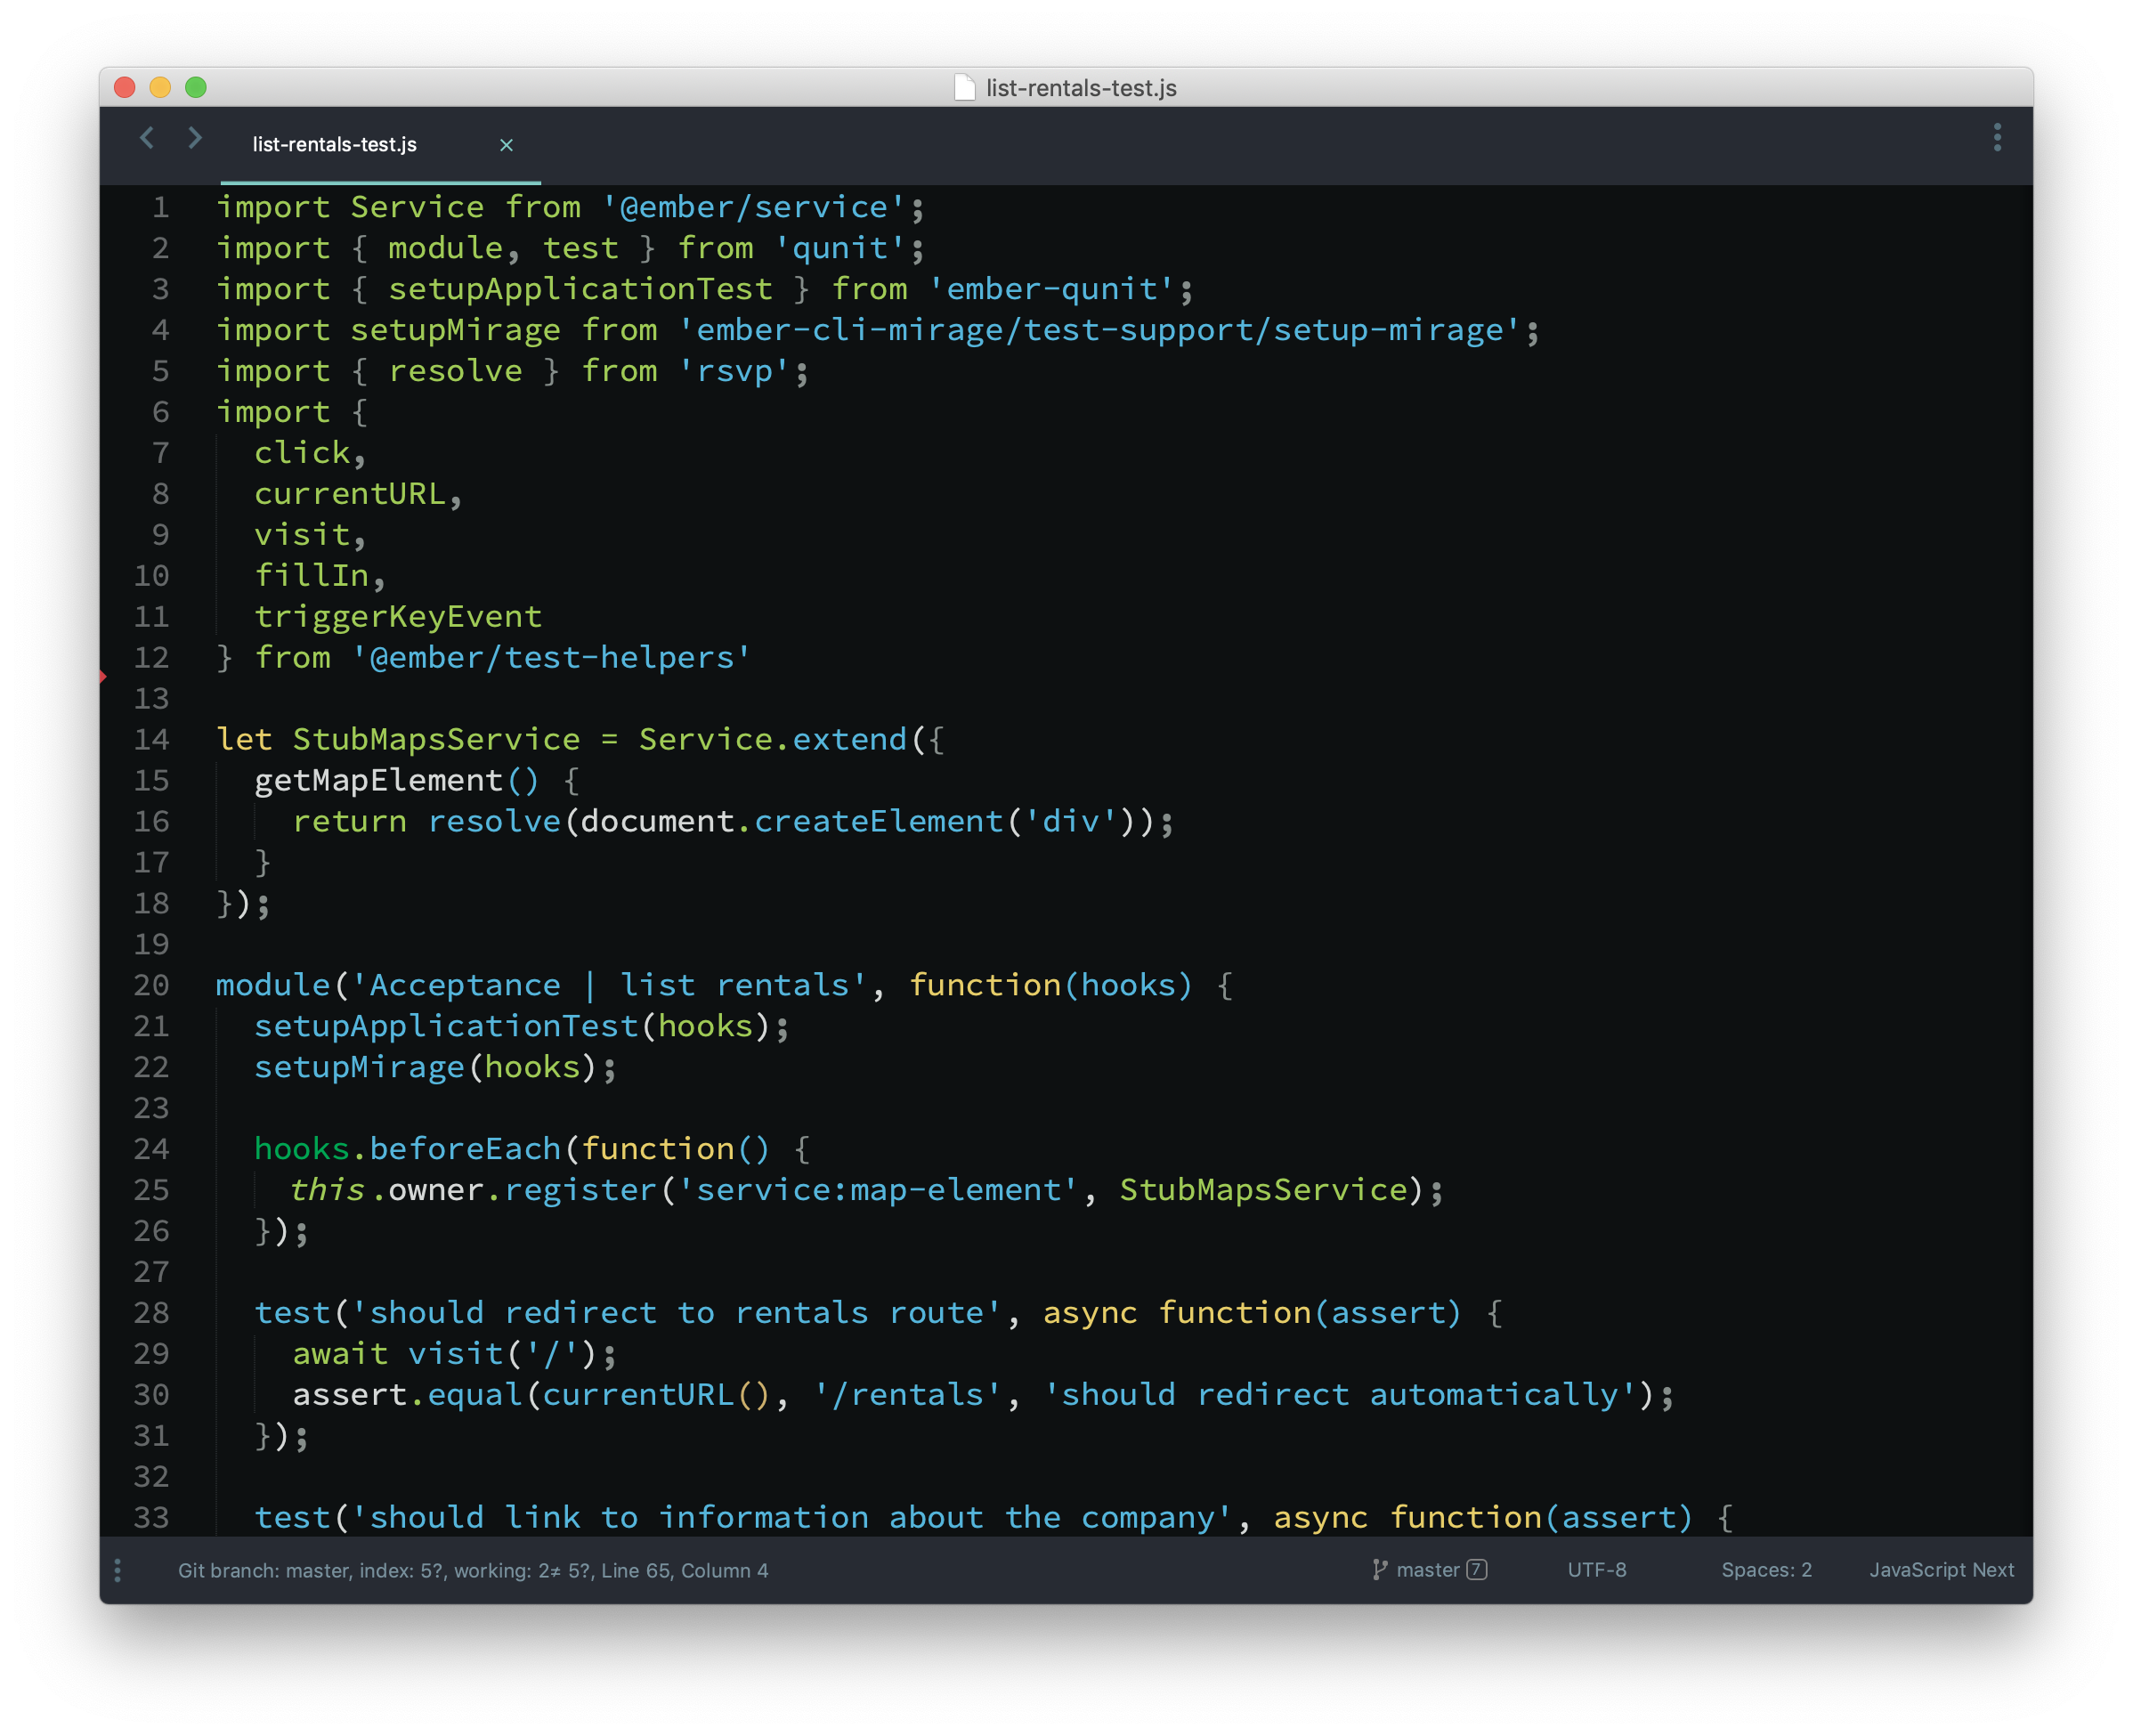 list-rentals-test.js
list-rentals-test.js ×
1 import Service from '@ember/service';
2 import { module, test } from 'qunit';
3 import { setupApplicationTest } from 'ember-qunit';
4 import setupMirage from 'ember-cli-mirage/test-support/setup-mirage';
5 import { resolve } from 'rsvp';
6 import {
7   click,
8   currentURL,
9   visit,
10   fillIn,
11   triggerKeyEvent
12 } from '@ember/test-helpers'
13
14 let StubMapsService = Service.extend({
15   getMapElement() {
16     return resolve(document.createElement('div'));
17   }
18 });
19
20 module('Acceptance | list rentals', function(hooks) {
21   setupApplicationTest(hooks);
22   setupMirage(hooks);
23
24   hooks.beforeEach(function() {
25     this.owner.register('service:map-element', StubMapsService);
26   });
27
28   test('should redirect to rentals route', async function(assert) {
29     await visit('/');
30     assert.equal(currentURL(), '/rentals', 'should redirect automatically');
31   });
32
33   test('should link to information about the company', async function(assert) {
Git branch: master, index: 5?, working: 2≠ 5?, Line 65, Column 4 master 7 UTF-8 Spaces: 2 JavaScript Next